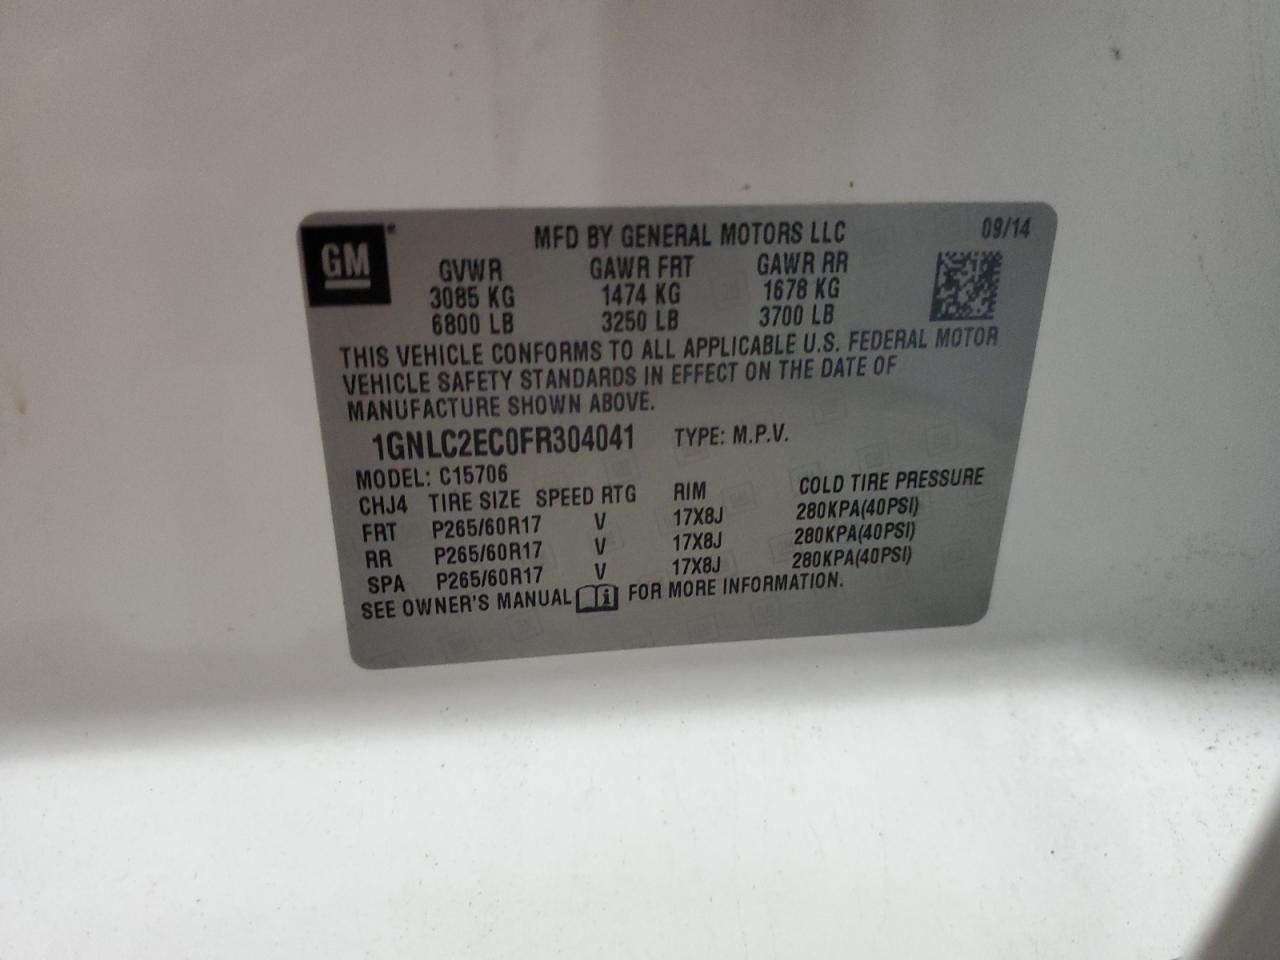 GM®
MFD BY GENERAL MOTORS LLC 09/14
GVWR GAWR FRT GAWR RR
3085 KG 1474 KG 1678 KG
6800 LB 3250 LB 3700 LB
THIS VEHICLE CONFORMS TO ALL APPLICABLE U.S. FEDERAL MOTOR
VEHICLE SAFETY STANDARDS IN EFFECT ON THE DATE OF
MANUFACTURE SHOWN ABOVE.
1GNLC2EC0FR304041 TYPE: M.P.V.
MODEL: C15706
CHJ4 TIRE SIZE SPEED RTG RIM COLD TIRE PRESSURE
FRT P265/60R17 V 17X8J 280KPA(40PSI)
RR P265/60R17 V 17X8J 280KPA(40PSI)
SPA P265/60R17 V 17X8J 280KPA(40PSI)
SEE OWNER'S MANUAL i FOR MORE INFORMATION.